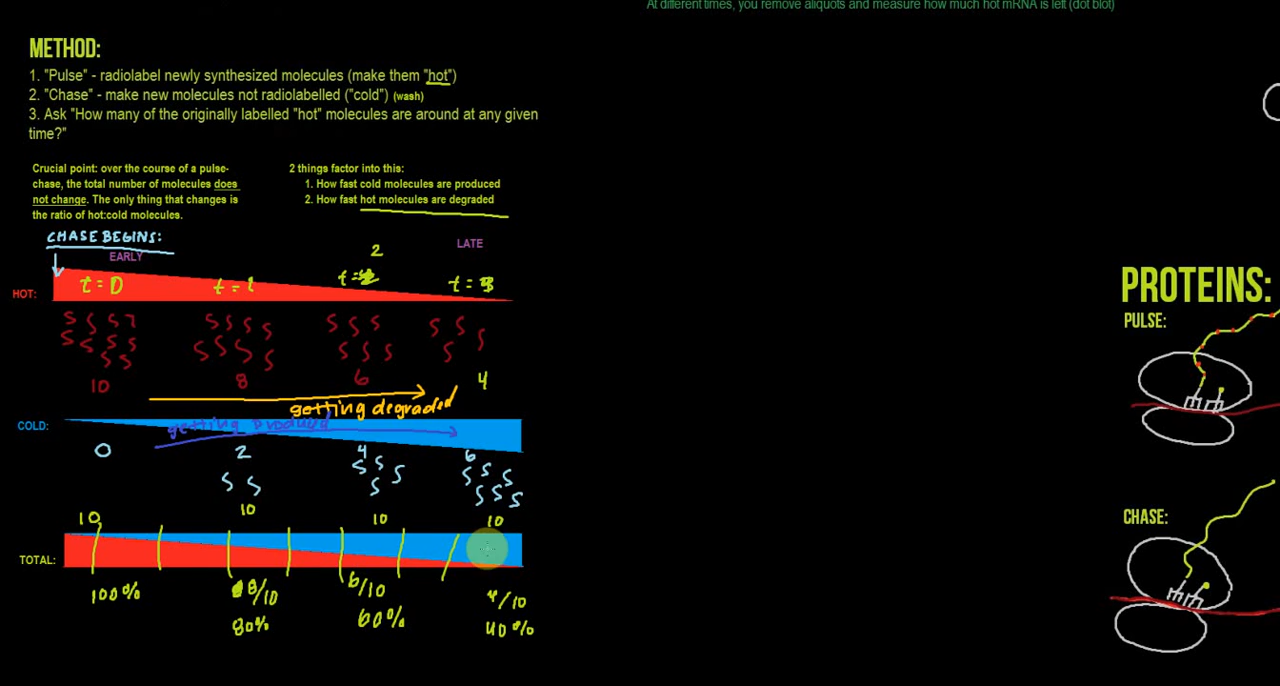 At different times, you remove aliquots and measure how much hot mRNA is left (dot blot)
METHOD:
1. "Pulse" - radiolabel newly synthesized molecules (make them "hot")
2. "Chase" - make new molecules not radiolabelled ("cold") (wash)
3. Ask "How many of the originally labelled "hot" molecules are around at any given
time?"
Crucial point: over the course of a pulse-
chase, the total number of molecules does
not change. The only thing that changes is
the ratio of hot:cold molecules.
2 things factor into this:
1. How fast cold molecules are produced
2. How fast hot molecules are degraded
CHASE BEGINS:
EARLY
2
LATE
HOT:
t = 0
t = 1
t =
t =
10
8
6
4
getting degraded
COLD:
getting produced
0
2
4
6
10
10
10
10
TOTAL:
100%
8/10
6/10
4/10
80%
60%
40%
PROTEINS:
PULSE:
CHASE: